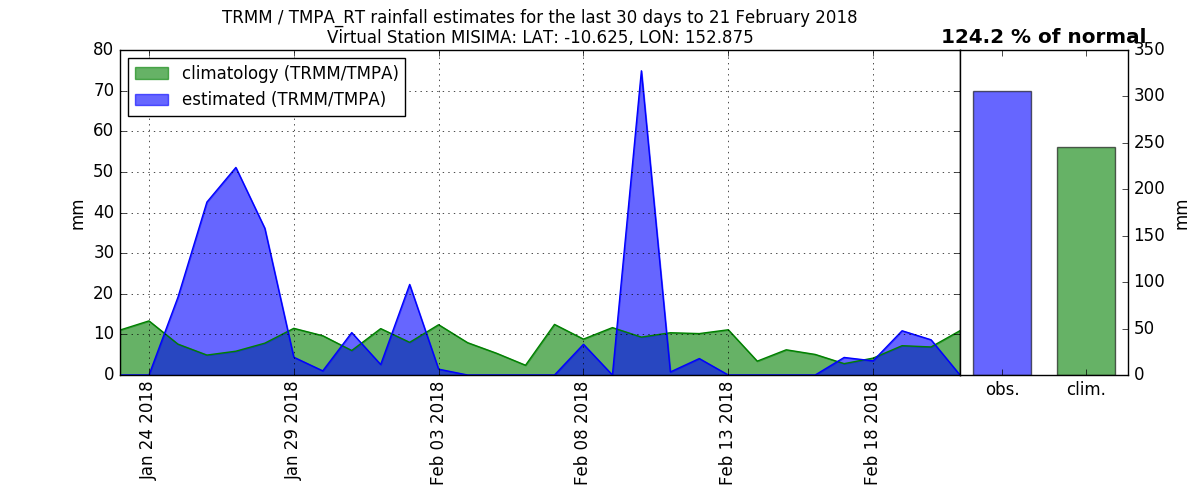 TRMM / TMPA_RT rainfall estimates for the last 30 days to 21 February 2018
Virtual Station MISIMA: LAT: -10.625, LON: 152.875
124.2 % of normal
climatology (TRMM/TMPA)
estimated (TRMM/TMPA)
80
70
60
50
40
30
20
10
0
mm
Jan 24 2018
Jan 29 2018
Feb 03 2018
Feb 08 2018
Feb 13 2018
Feb 18 2018
obs.
clim.
350
300
250
200
150
100
50
0
mm